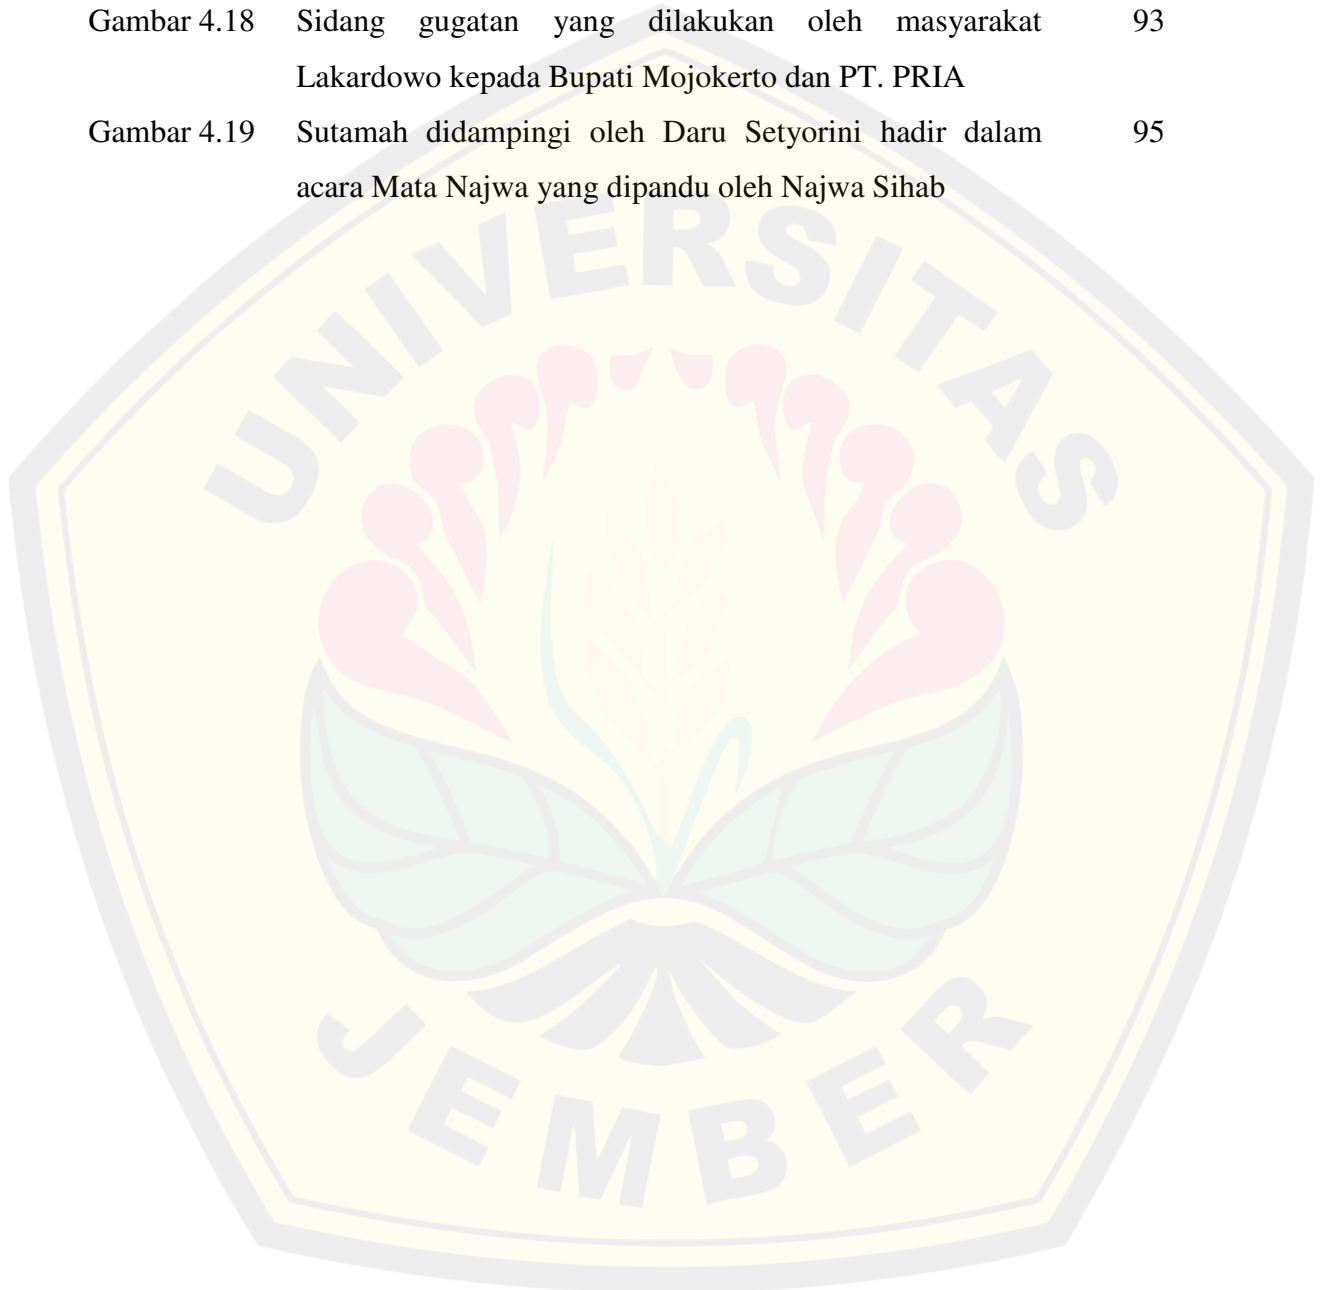 Gambar 4.18 Sidang gugatan yang dilakukan oleh masyarakat 93
Lakardowo kepada Bupati Mojokerto dan PT. PRIA
Gambar 4.19 Sutamah didampingi oleh Daru Setyorini hadir dalam 95
acara Mata Najwa yang dipandu oleh Najwa Sihab
UNIVERSITAS
JEMBER